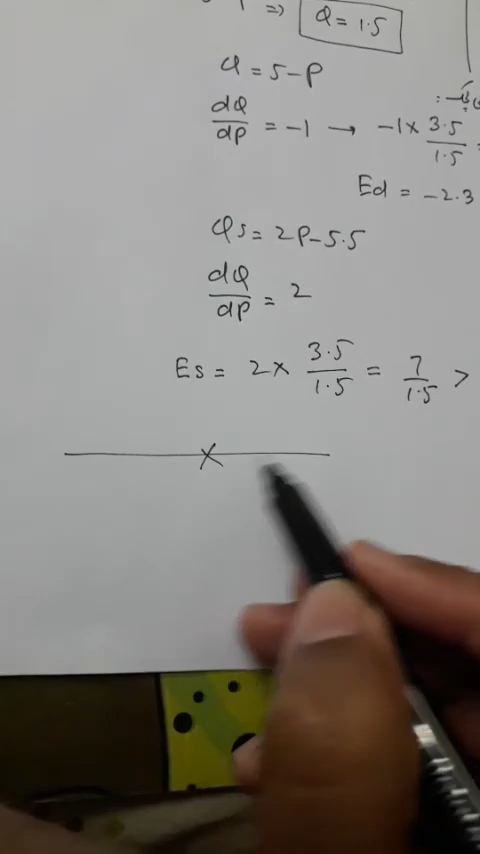 ⇒ Q = 1.5
Q = 5-P
dQ/dP = -1 → -1 × 3.5/1.5 =
Ed = -2.3
Qs = 2P-5.5
dQ/dP = 2
Es = 2 × 3.5/1.5 = 7/1.5 >